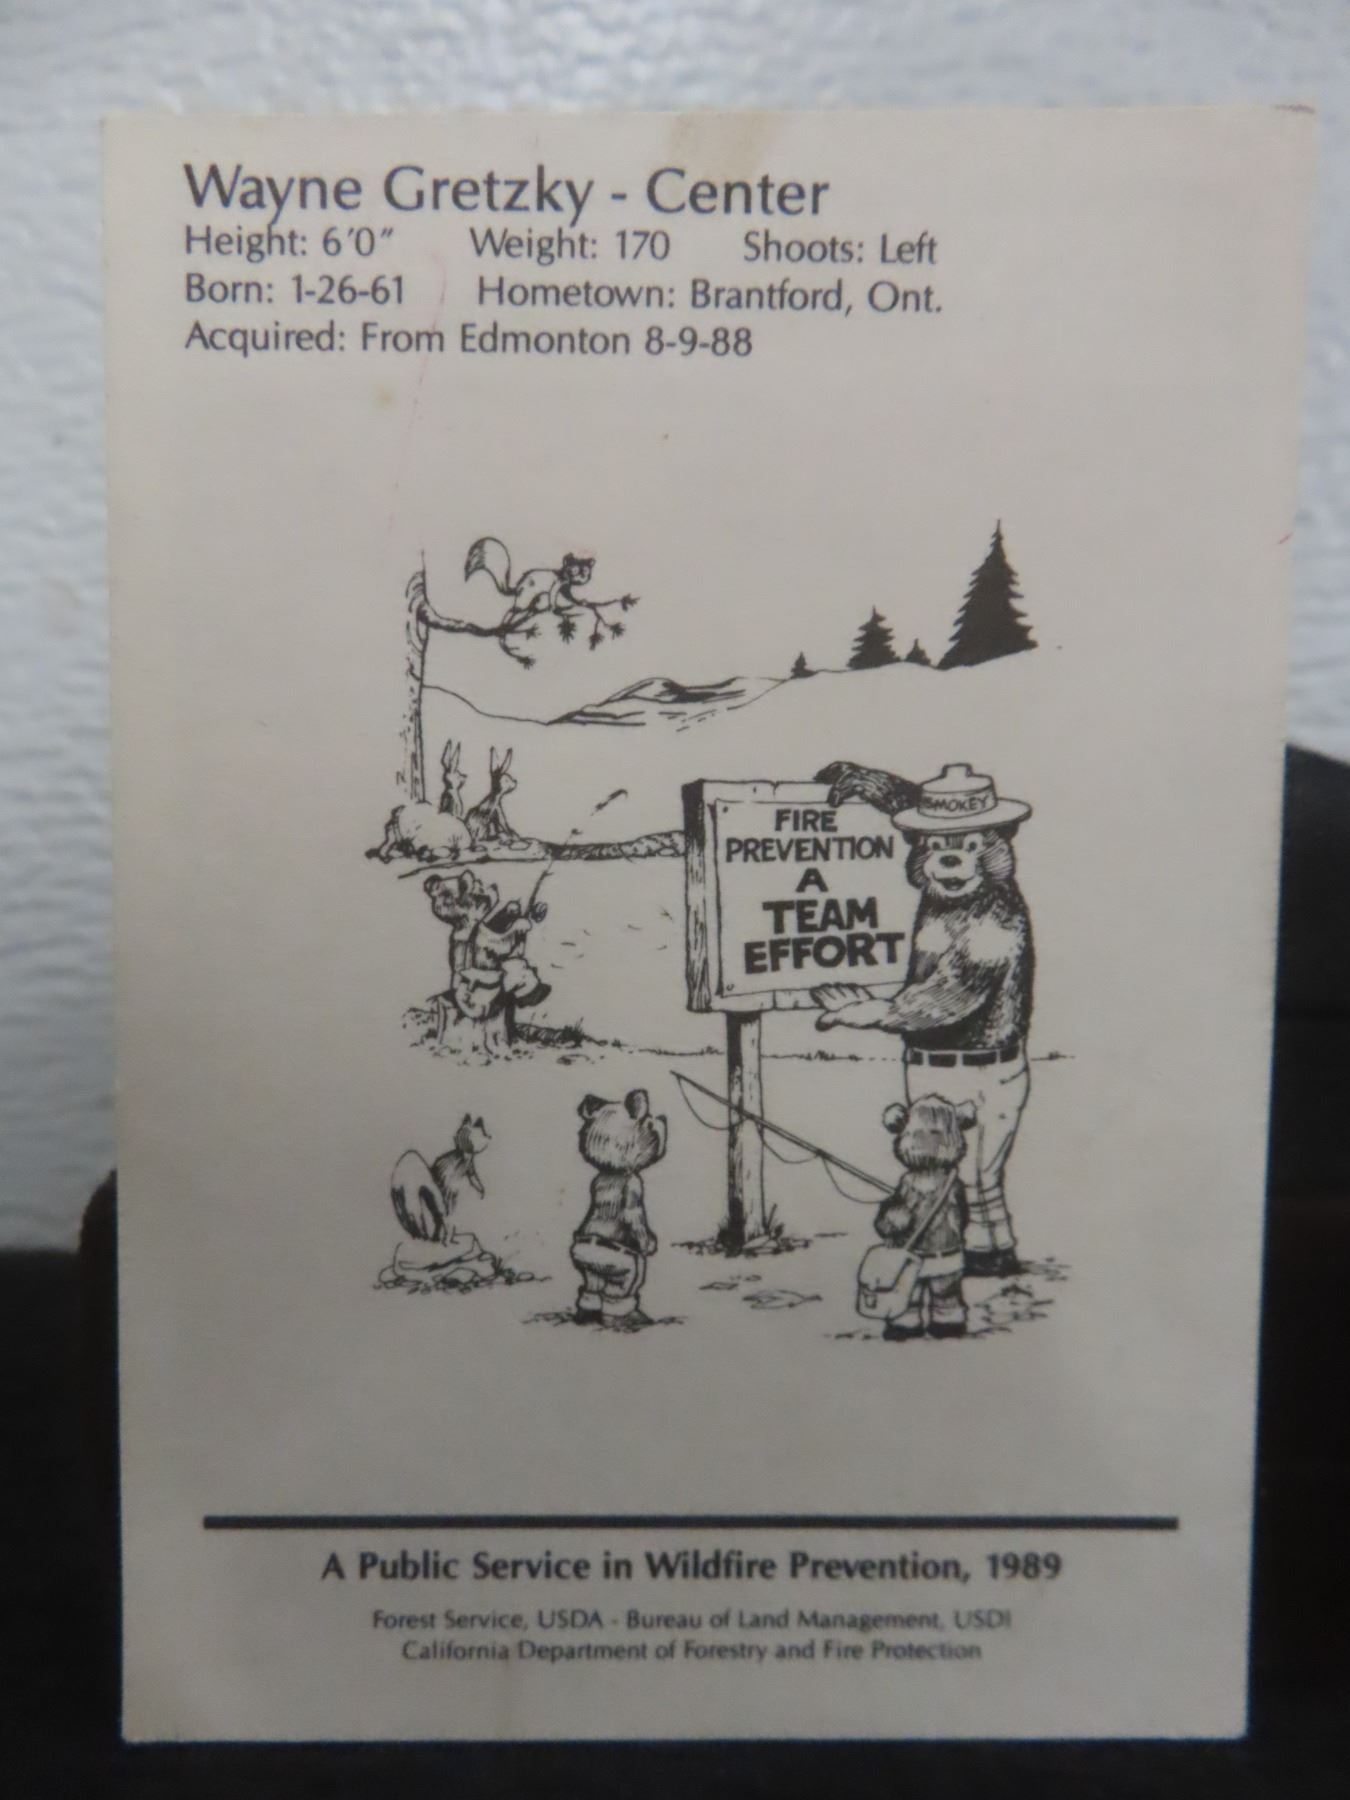 Wayne Gretzky - Center
Height: 6'0" Weight: 170 Shoots: Left
Born: 1-26-61 Hometown: Brantford, Ont.
Acquired: From Edmonton 8-9-88
SMOKEY
FIRE
PREVENTION
A
TEAM
EFFORT
A Public Service in Wildfire Prevention, 1989
Forest Service, USDA - Bureau of Land Management, USDI
California Department of Forestry and Fire Protection